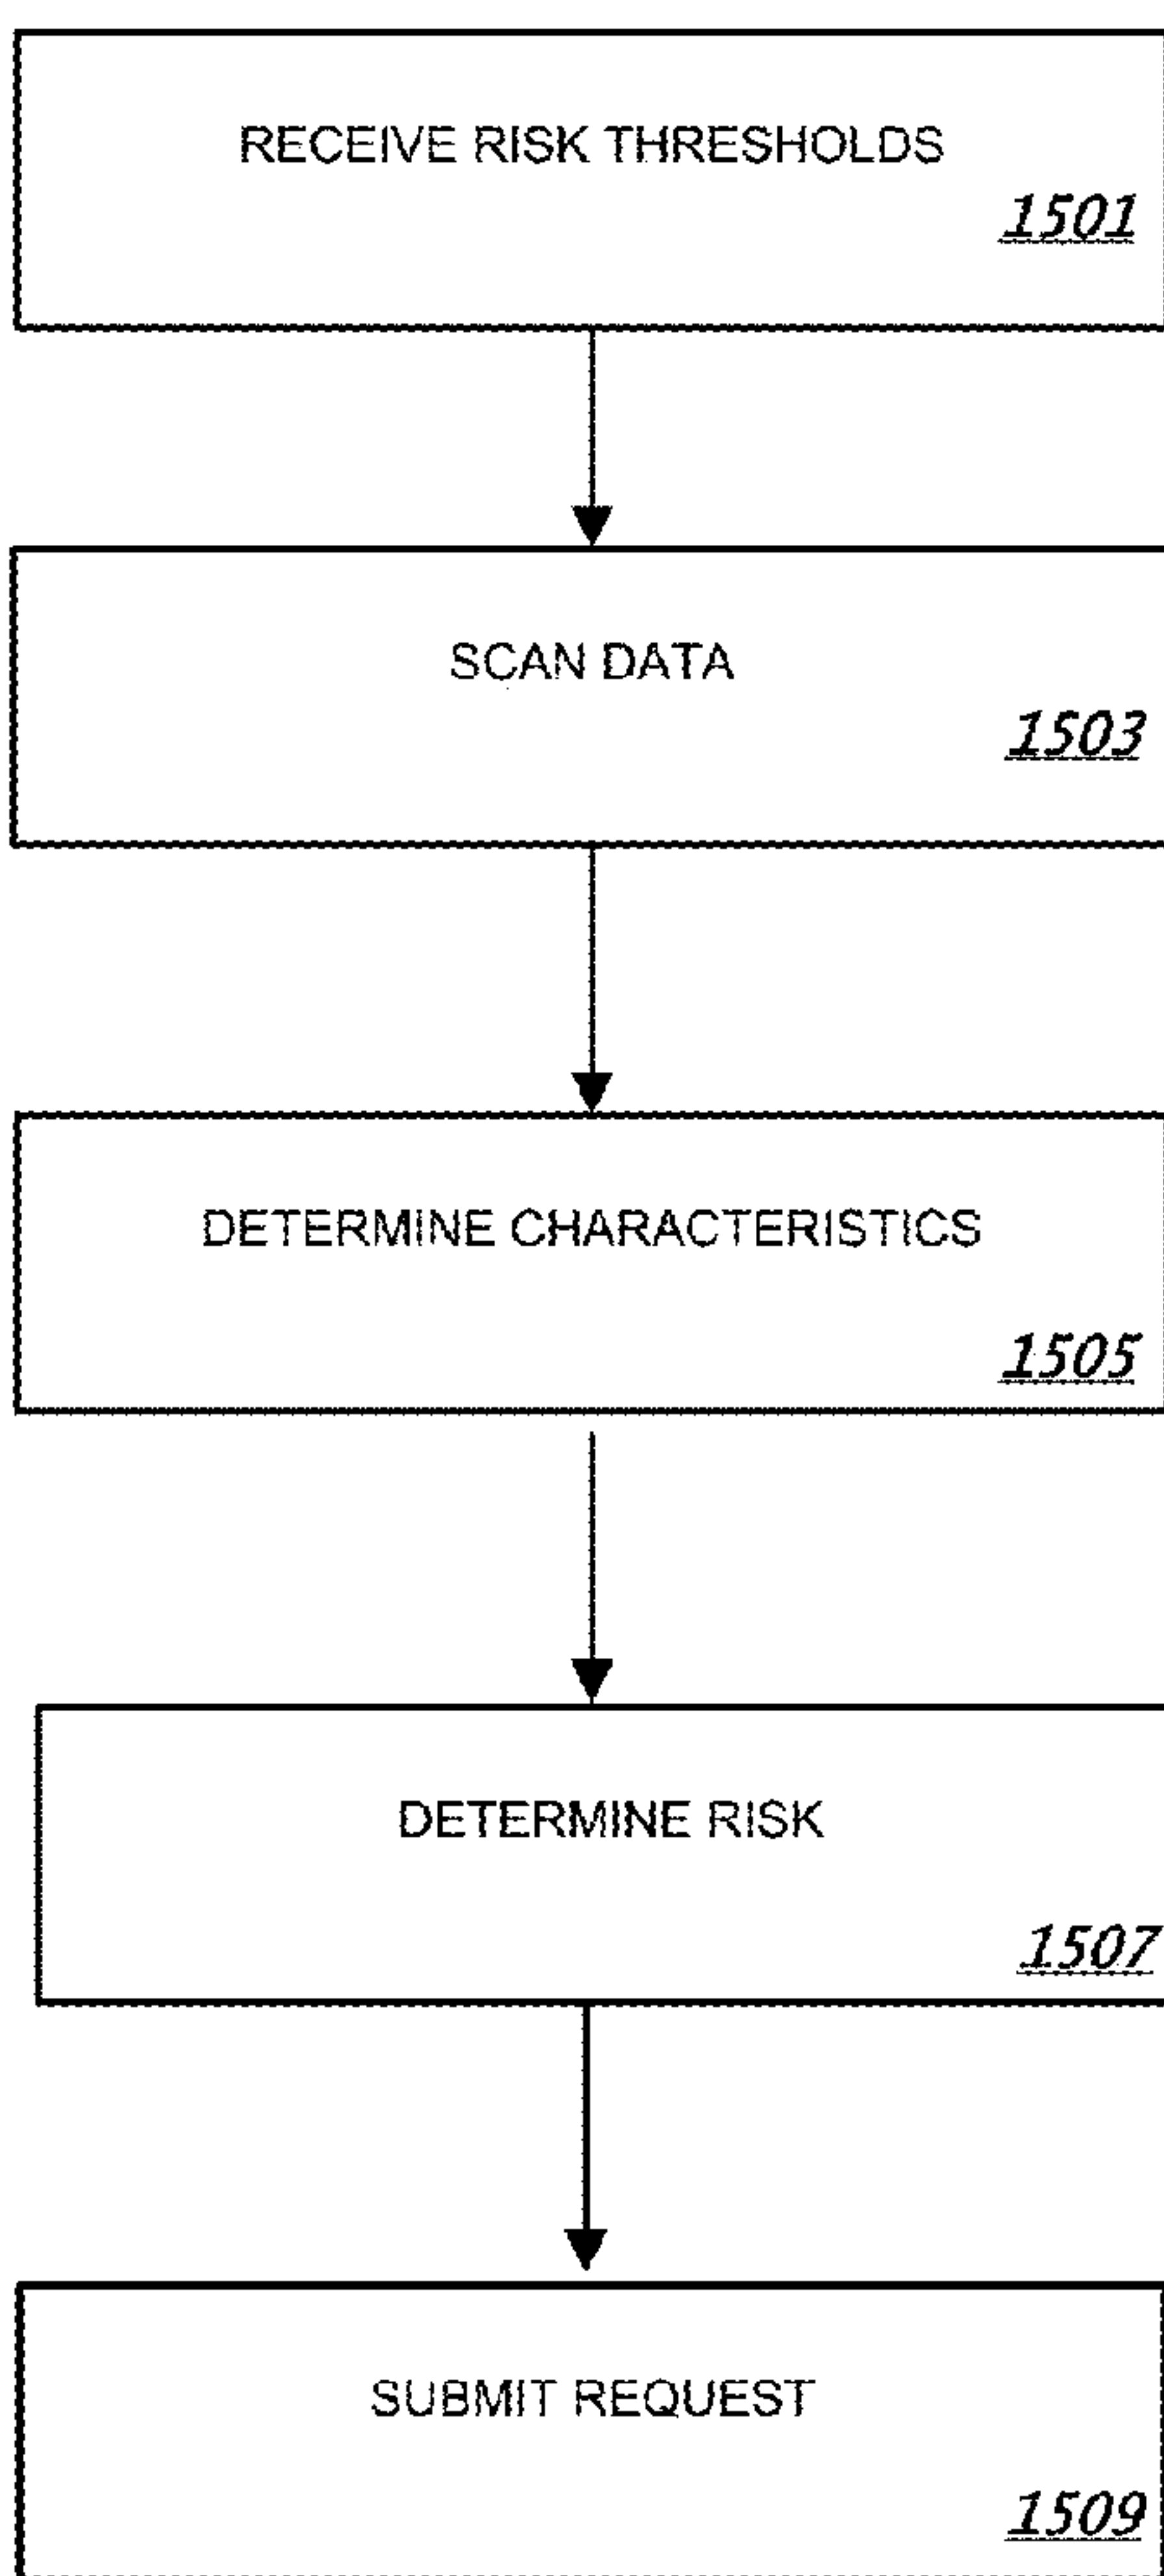 RECEIVE RISK THRESHOLDS
1501
SCAN DATA
1503
DETERMINE CHARACTERISTICS
1505
DETERMINE RISK
1507
SUBMIT REQUEST
1509